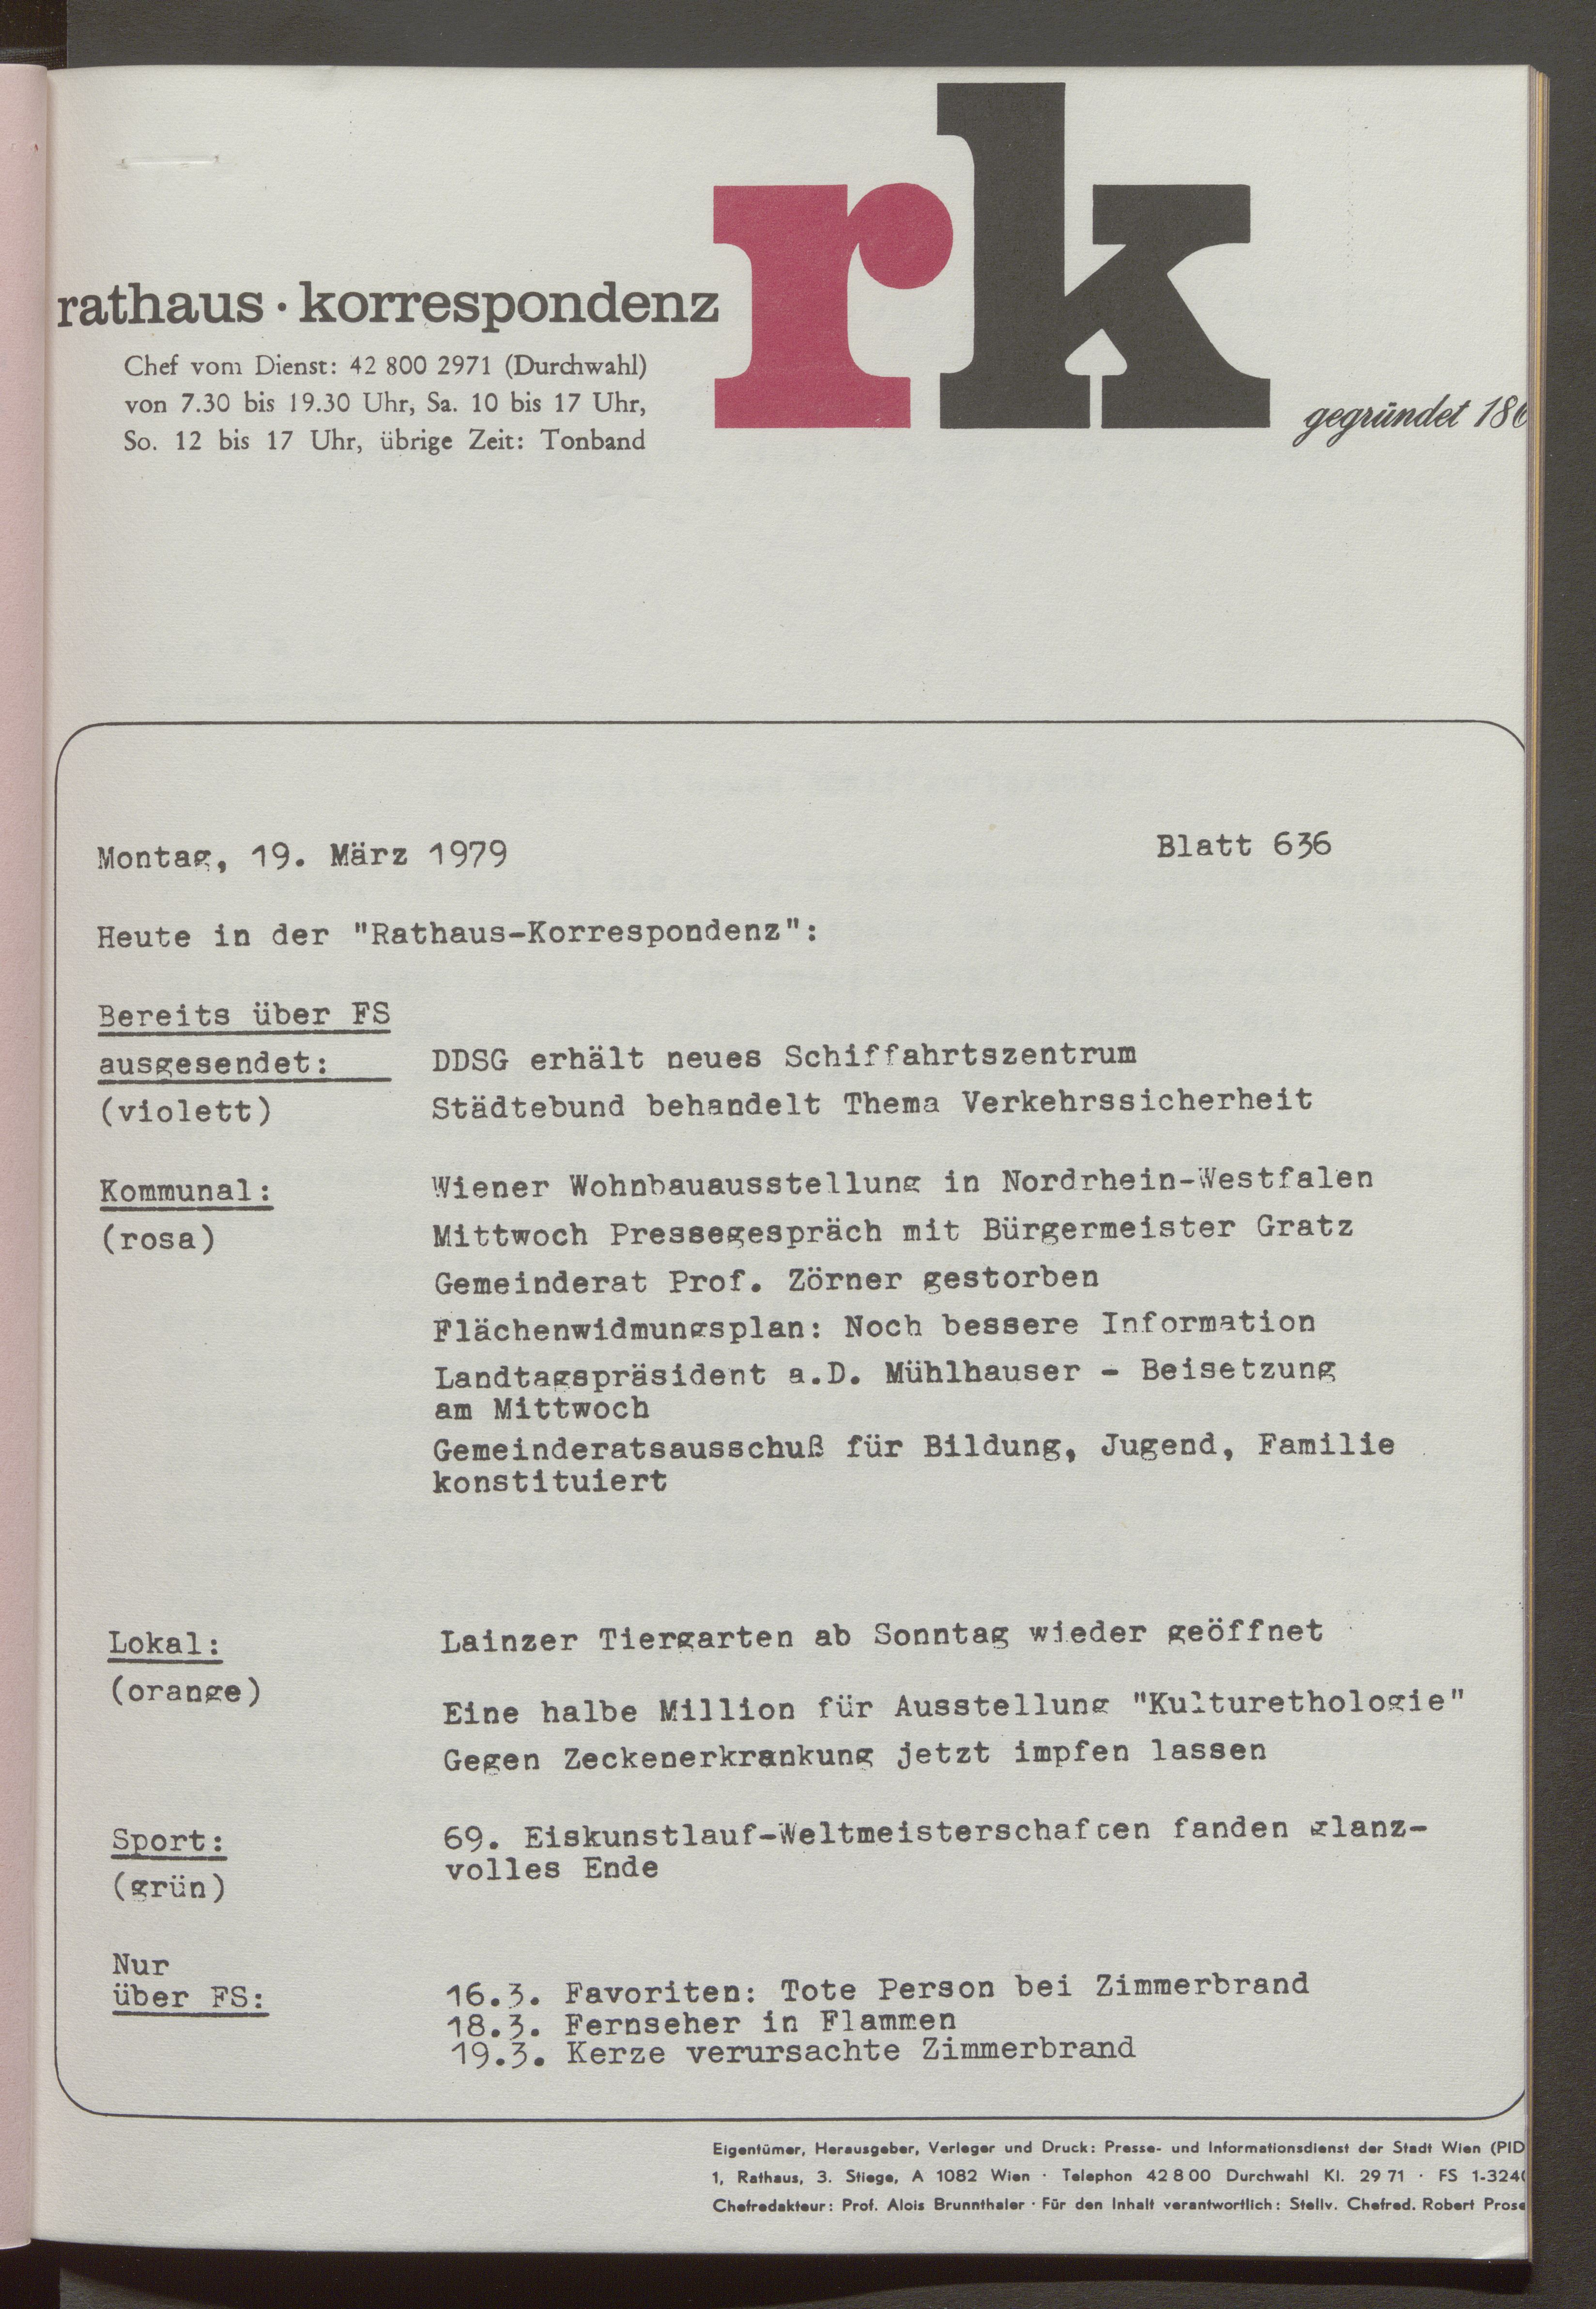 rk
rathaus · korrespondenz
Chef vom Dienst: 42 800 2971 (Durchwahl)
von 7.30 bis 19.30 Uhr, Sa. 10 bis 17 Uhr,
So. 12 bis 17 Uhr, übrige Zeit: Tonband
gegründet
Montag, 19. März 1979 Blatt 636
Heute in der "Rathaus-Korrespondenz":
Bereits über FS
ausgesendet: DDSG erhält neues Schiffahrtszentrum
(violett) Städtebund behandelt Thema Verkehrssicherheit
Kommunal: Wiener Wohnbauausstellung in Nordrhein-Westfalen
(rosa) Mittwoch Pressegespräch mit Bürgermeister Gratz
Gemeinderat Prof. Zörner gestorben
Flächenwidmungsplan: Noch bessere Information
Landtagspräsident a.D. Mühlhauser - Beisetzung
am Mittwoch
Gemeinderatsausschuß für Bildung, Jugend, Familie
konstituiert
Lokal: Lainzer Tiergarten ab Sonntag wieder geöffnet
(orange)
Eine halbe Million für Ausstellung "Kulturethologie"
Gegen Zeckenerkrankung jetzt impfen lassen
Sport: 69. Eiskunstlauf-Weltmeisterschaften fanden glanz-
volles Ende
(grün)
Nur
über FS: 16.3. Favoriten: Tote Person bei Zimmerbrand
18.3. Fernseher in Flammen
19.3. Kerze verursachte Zimmerbrand
Eigentümer, Herausgeber, Verleger und Druck: Presse- und Informationsdienst der Stadt Wien (PID
1, Rathaus, 3. Stiege, A 1082 Wien · Telephon 42 8 00 Durchwahl Kl. 29 71 · FS 1-324
Chefredakteur: Prof. Alois Brunnthaler · Für den Inhalt verantwortlich: Stellv. Chefred. Robert Prose